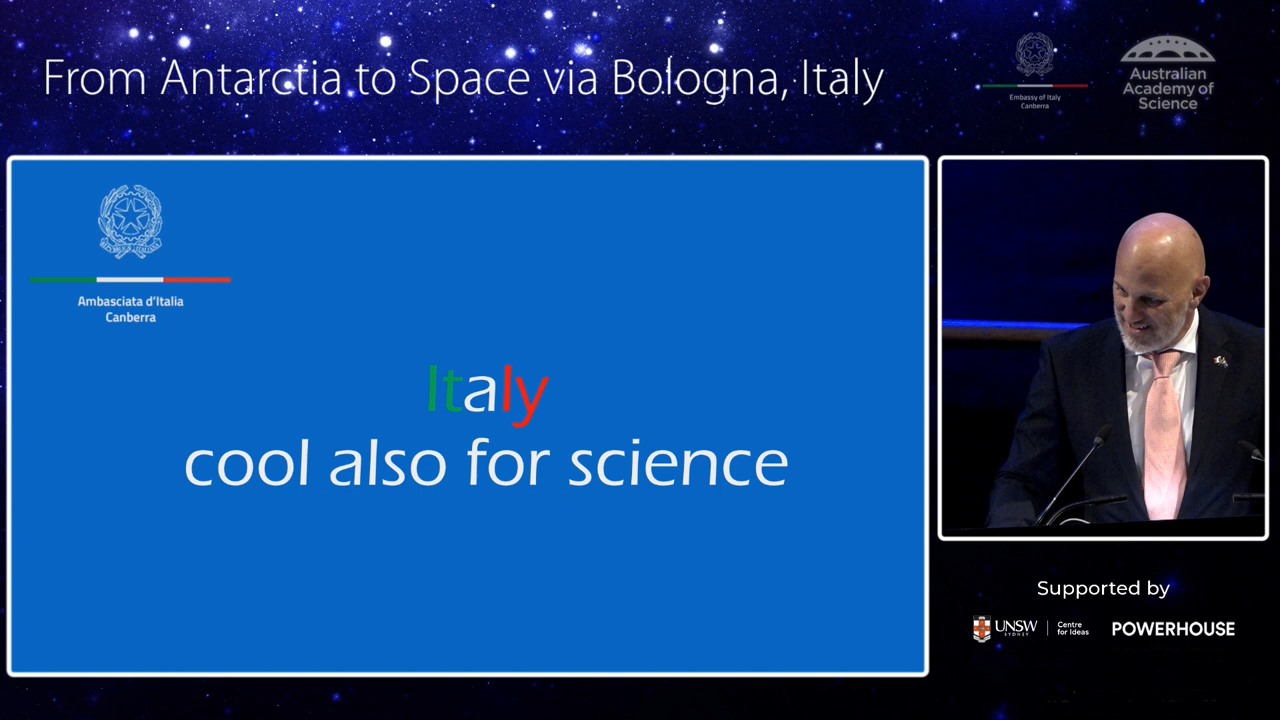 From Antarctia to Space via Bologna, Italy
Embassy of Italy
Canberra
Australian
Academy of
Science
Ambasciata d'Italia
Canberra
Italy
cool also for science
Supported by
UNSW
SYDNEY
Centre
for Ideas
POWERHOUSE